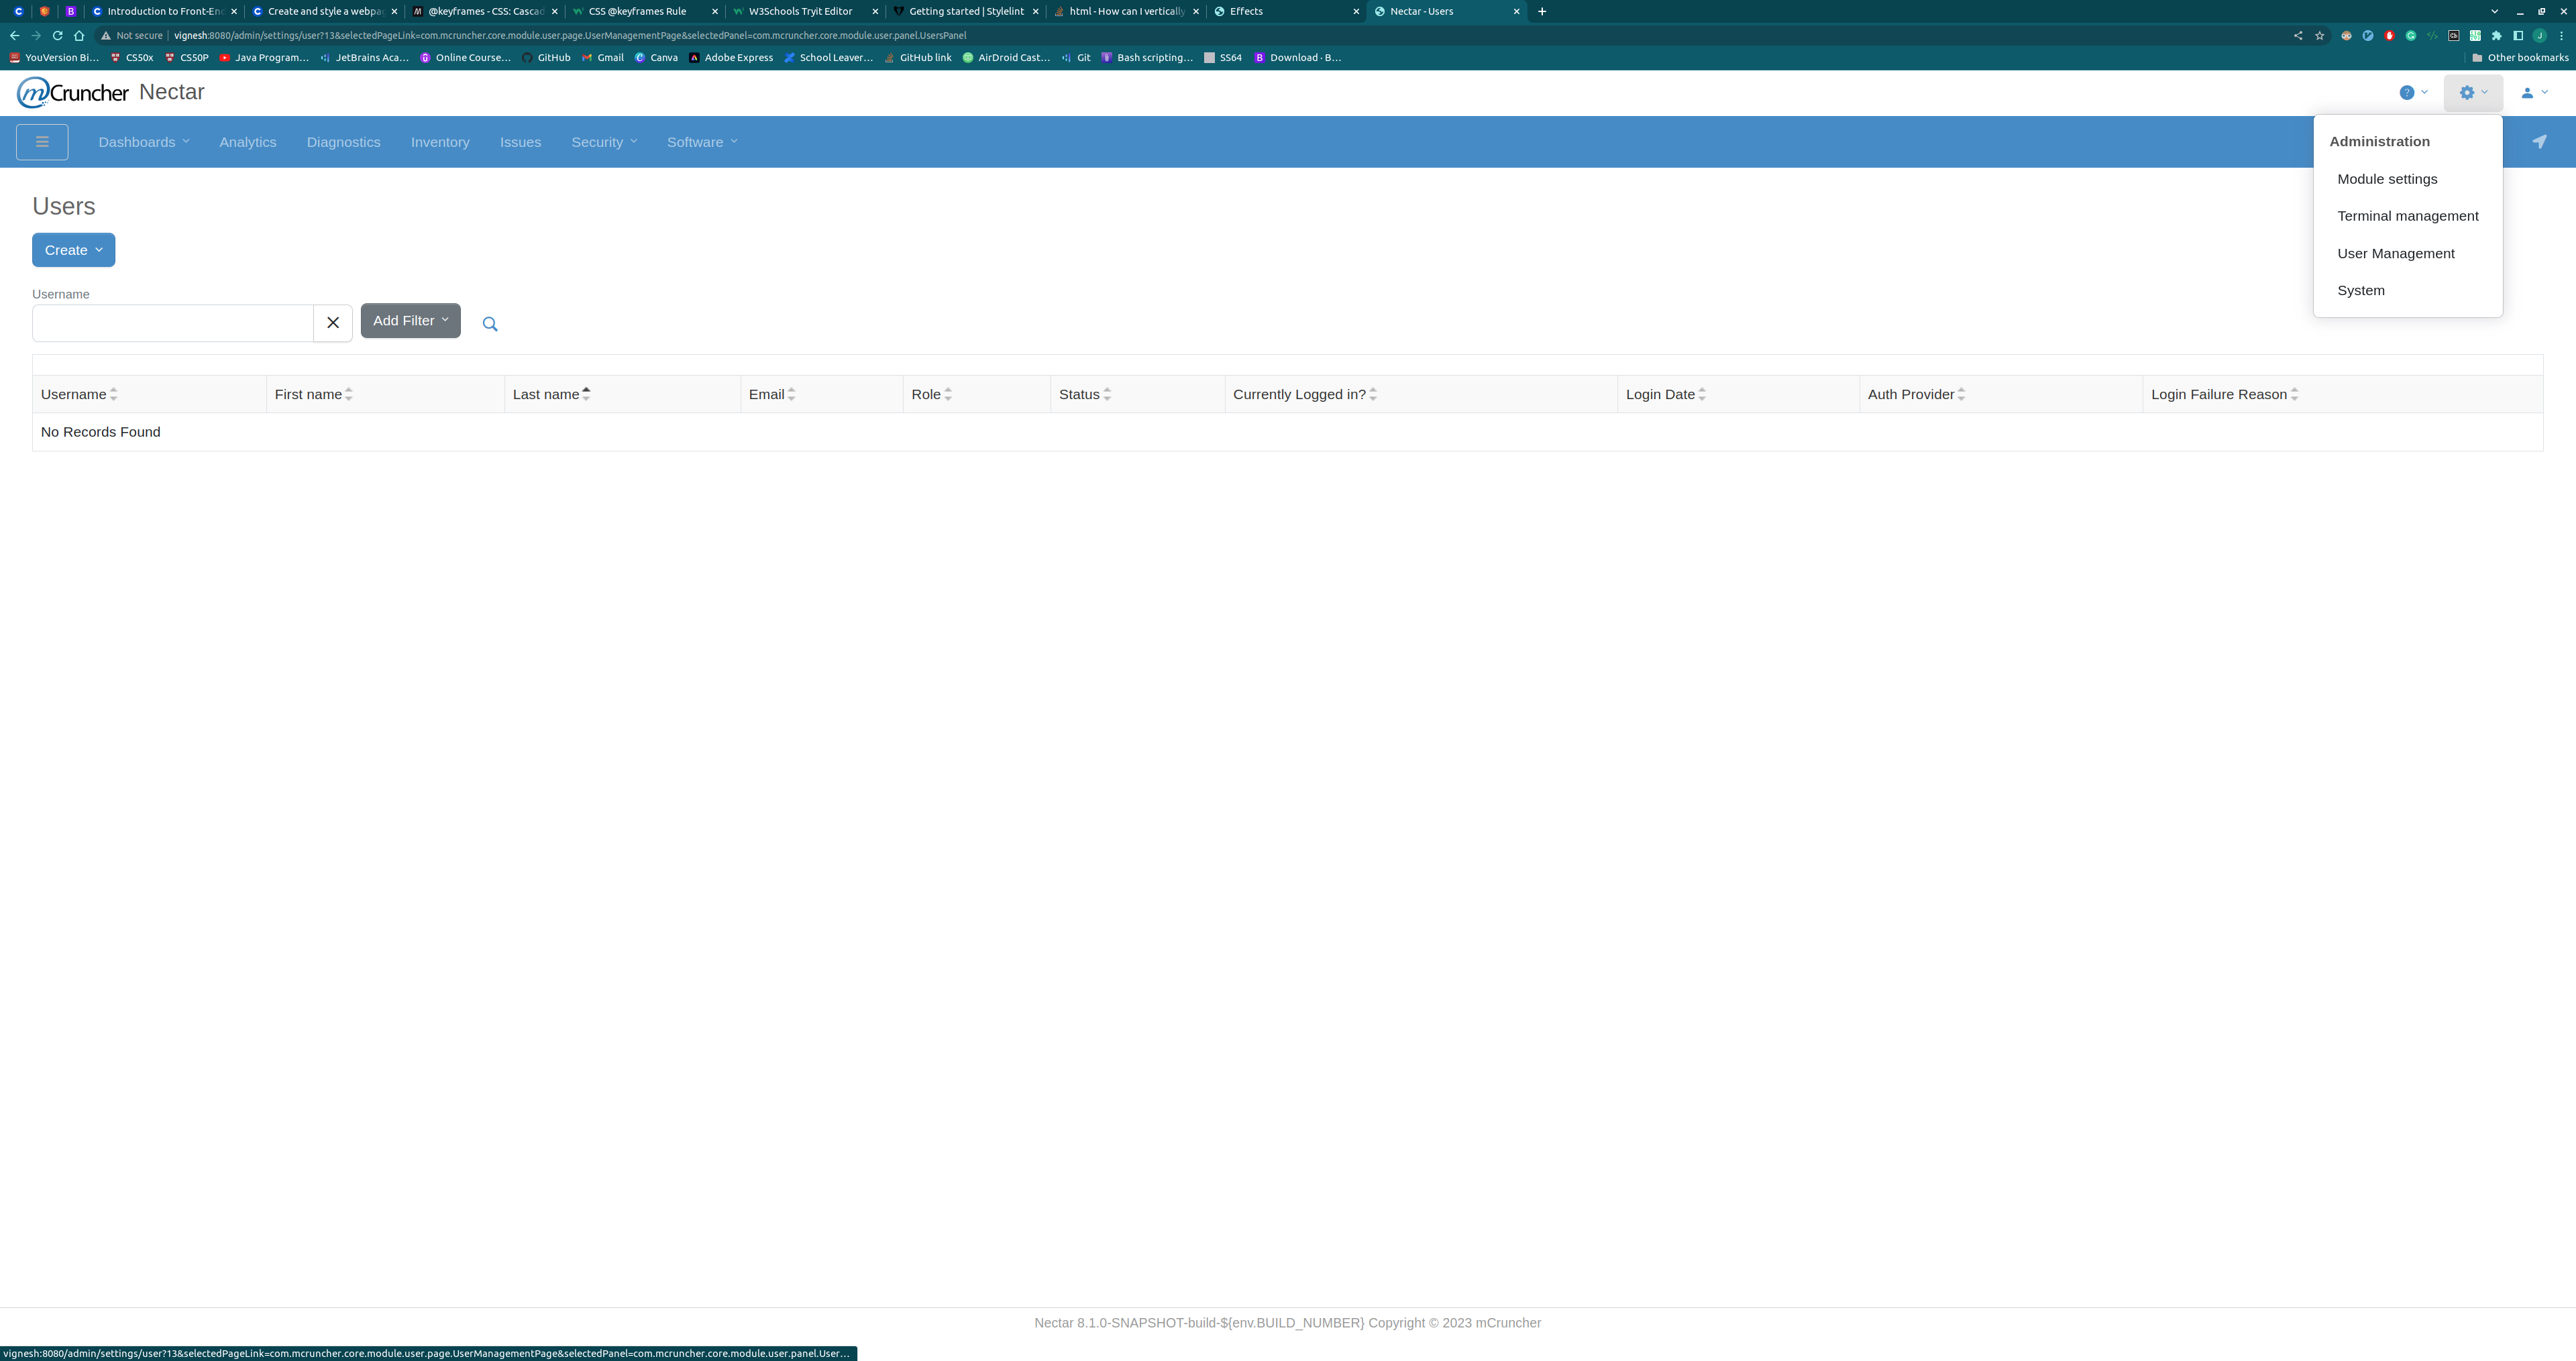 Introduction to Front-En
Create and style a webpa
@keyframes - CSS: Cascad
CSS @keyframes Rule
W3Schools Tryit Editor
Getting started | Stylelint
html - How can I vertically
Effects
Nectar - Users
Not secure
vignesh:8080/admin/settings/user?13&selectedPageLink=com.mcruncher.core.module.user.page.UserManagementPage&selectedPanel=com.mcruncher.core.module.user.panel.UsersPanel
YouVersion Bi...
CS50x
CS50P
Java Program...
JetBrains Aca...
Online Course...
GitHub
Gmail
Canva
Adobe Express
School Leaver...
GitHub link
AirDroid Cast...
Git
Bash scripting...
SS64
Download · B...
Other bookmarks
mCruncher Nectar
Dashboards
Analytics
Diagnostics
Inventory
Issues
Security
Software
Administration
Module settings
Terminal management
User Management
System
Users
Create
Username
Add Filter
Username
First name
Last name
Email
Role
Status
Currently Logged in?
Login Date
Auth Provider
Login Failure Reason
No Records Found
Nectar 8.1.0-SNAPSHOT-build-${env.BUILD_NUMBER} Copyright © 2023 mCruncher
vignesh:8080/admin/settings/user?13&selectedPageLink=com.mcruncher.core.module.user.page.UserManagementPage&selectedPanel=com.mcruncher.core.module.user.panel.User...